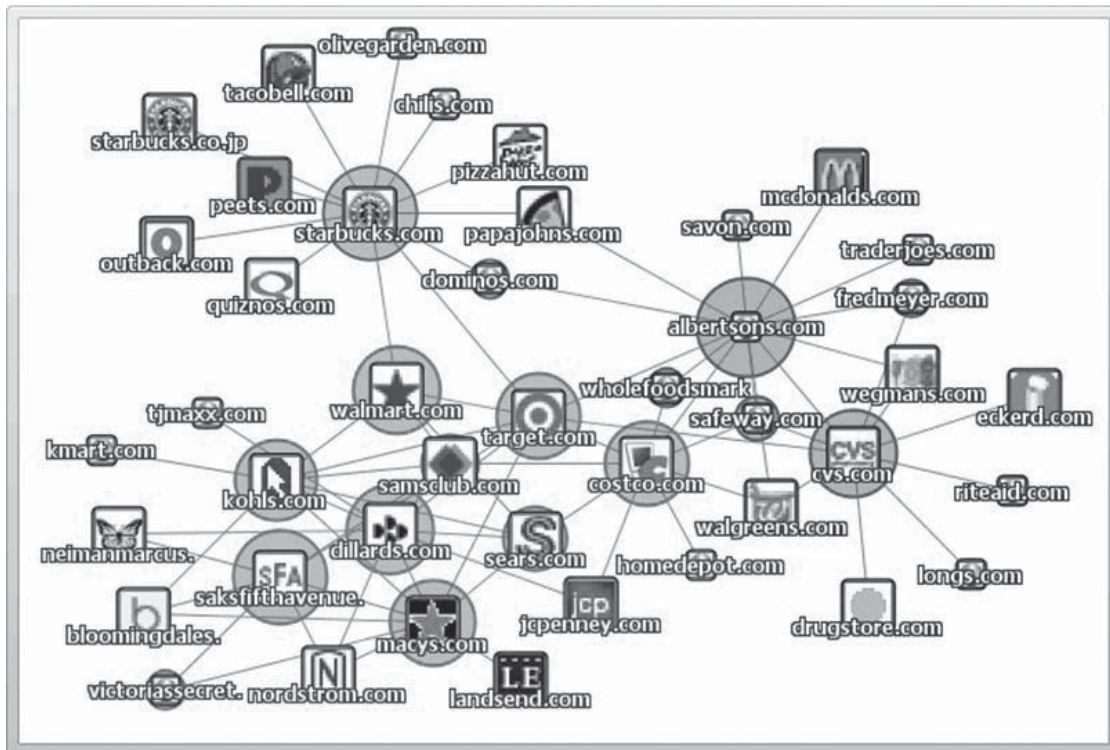 olivegarden.com
tacobell.com
chilis.com
starbucks.co.jp
pizzahut.com
mcdonalds.com
peets.com
starbucks.com
papajohns.com
savon.com
outback.com
traderjoes.com
dominos.com
quiznos.com
fredmeyer.com
albertsons.com
wholefoodsmark
wegmans.com
tjmaxx.com
walmart.com
target.com
safeway.com
eckerd.com
kmart.com
CVS
cvs.com
kohls.com
samsclub.com
costco.com
riteaid.com
walgreens.com
neimanmarcus.
dillards.com
S
sears.com
homedepot.com
longs.com
SFA
saksfifthavenue.
b
bloomingdales.
macys.com
jcp
jcpenney.com
drugstore.com
N
LE
victoriassecret.
nordstrom.com
landsend.com